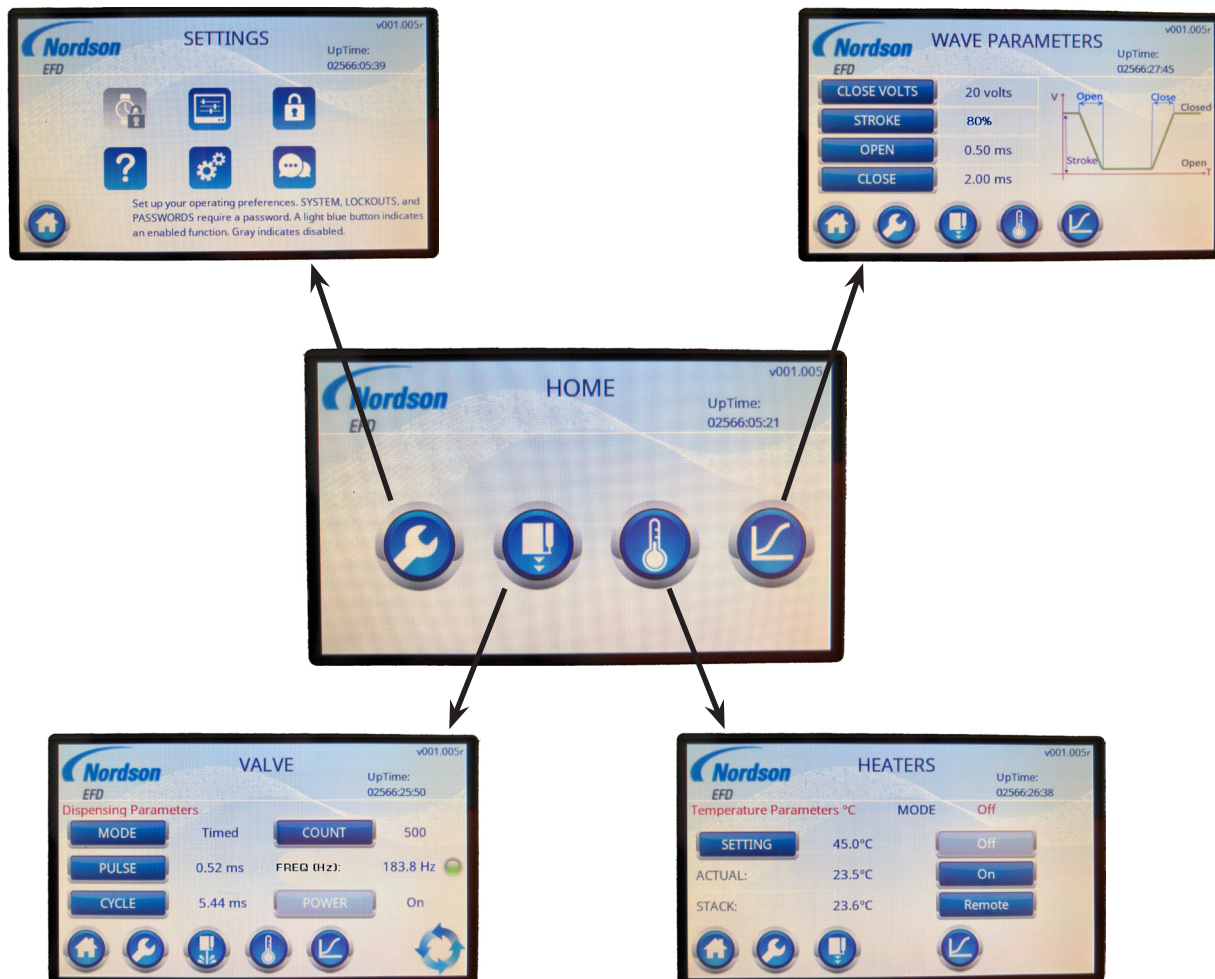 Nordson
EFD
SETTINGS
v001.005r
UpTime:
02566:05:39
?
Set up your operating preferences. SYSTEM, LOCKOUTS, and
PASSWORDS require a password. A light blue button indicates
an enabled function. Gray indicates disabled.
Nordson
EFD
WAVE PARAMETERS
v001.005r
UpTime:
02566:27:45
CLOSE VOLTS 20 volts
STROKE 80%
OPEN 0.50 ms
CLOSE 2.00 ms
V Open Close
Closed
Stroke
Open
T
Nordson
EFD
HOME
v001.005
UpTime:
02566:05:21
Nordson
EFD
VALVE
v001.005r
UpTime:
02566:25:50
Dispensing Parameters
MODE Timed COUNT 500
PULSE 0.52 ms FREQ (Hz): 183.8 Hz
CYCLE 5.44 ms POWER On
Nordson
EFD
HEATERS
v001.005r
UpTime:
02566:26:38
Temperature Parameters °C MODE Off
SETTING 45.0°C Off
ACTUAL: 23.5°C On
STACK: 23.6°C Remote